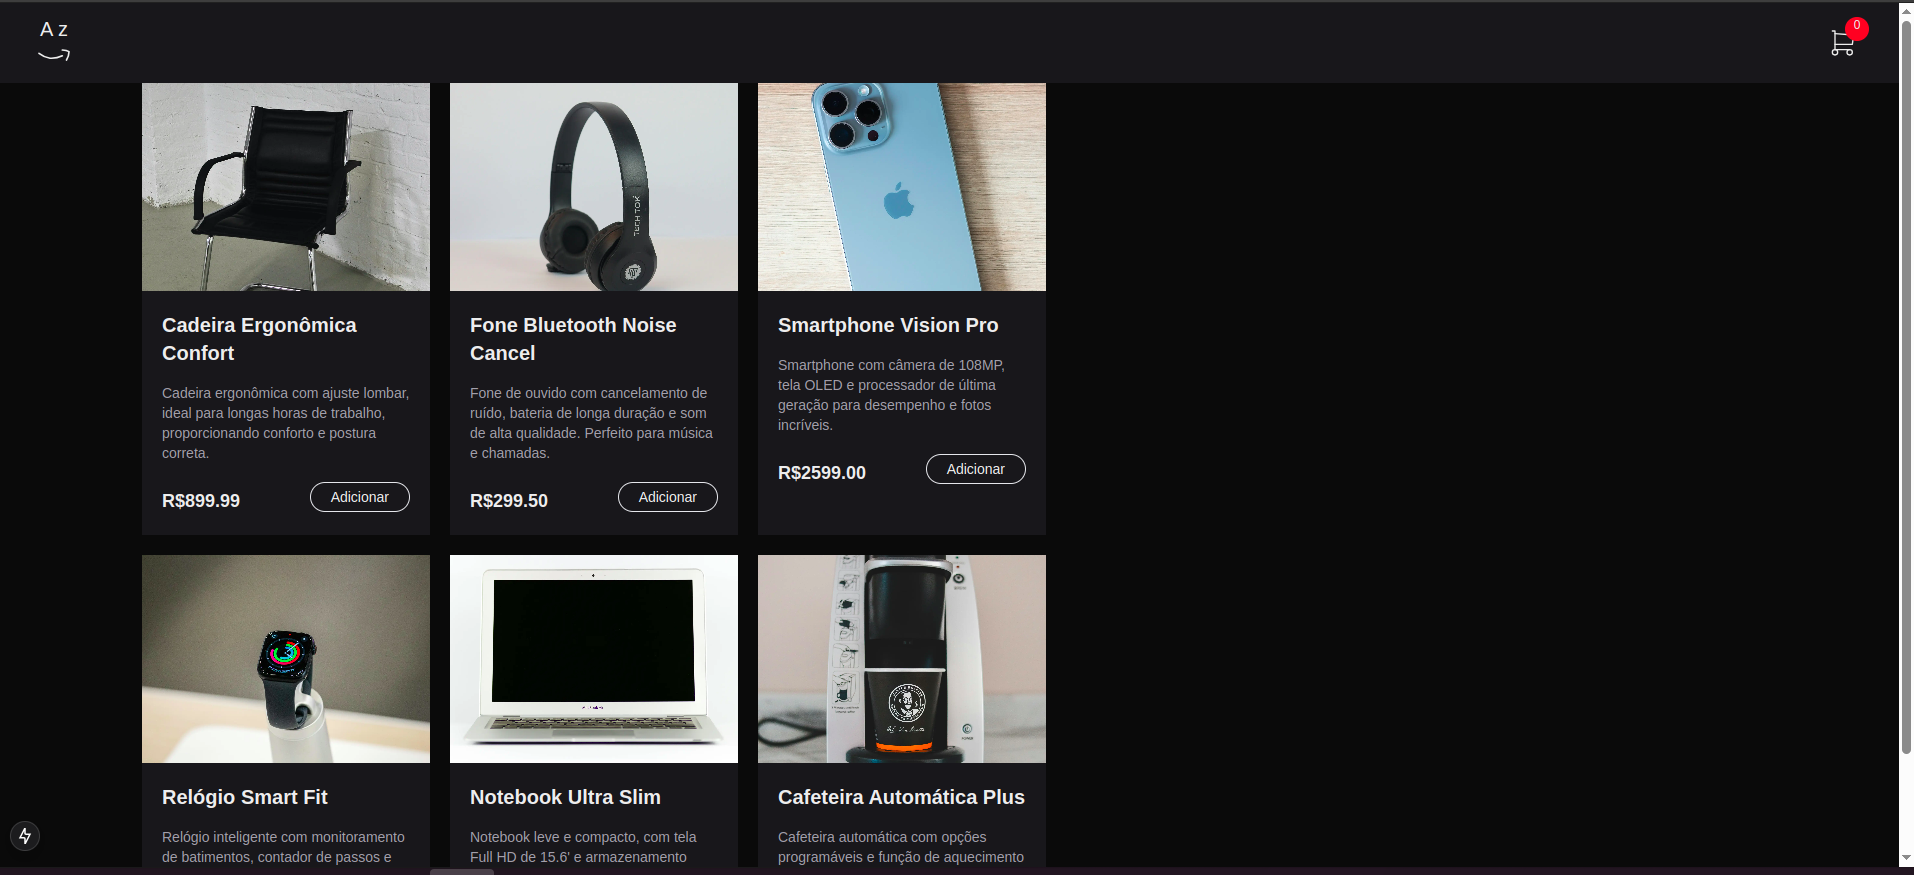 A z
0
TECH TOK
Cadeira Ergonômica
Confort
Cadeira ergonômica com ajuste lombar,
ideal para longas horas de trabalho,
proporcionando conforto e postura
correta.
R$899.99
Adicionar
Fone Bluetooth Noise
Cancel
Fone de ouvido com cancelamento de
ruído, bateria de longa duração e som
de alta qualidade. Perfeito para música
e chamadas.
R$299.50
Adicionar
Smartphone Vision Pro
Smartphone com câmera de 108MP,
tela OLED e processador de última
geração para desempenho e fotos
incríveis.
R$2599.00
Adicionar
Relógio Smart Fit
Relógio inteligente com monitoramento
de batimentos, contador de passos e
Notebook Ultra Slim
Notebook leve e compacto, com tela
Full HD de 15.6' e armazenamento
Cafeteira Automática Plus
Cafeteira automática com opções
programáveis e função de aquecimento